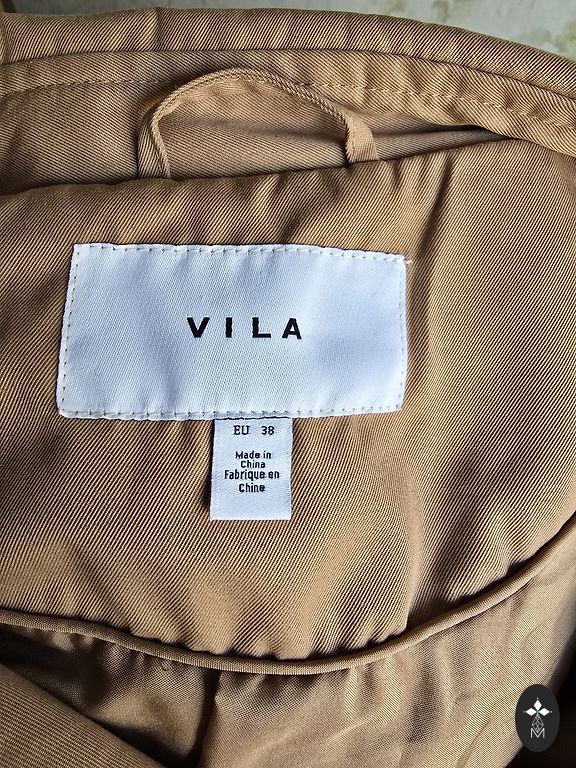 VILA
EU 38
Made in
China
Fabrique en
Chine
M